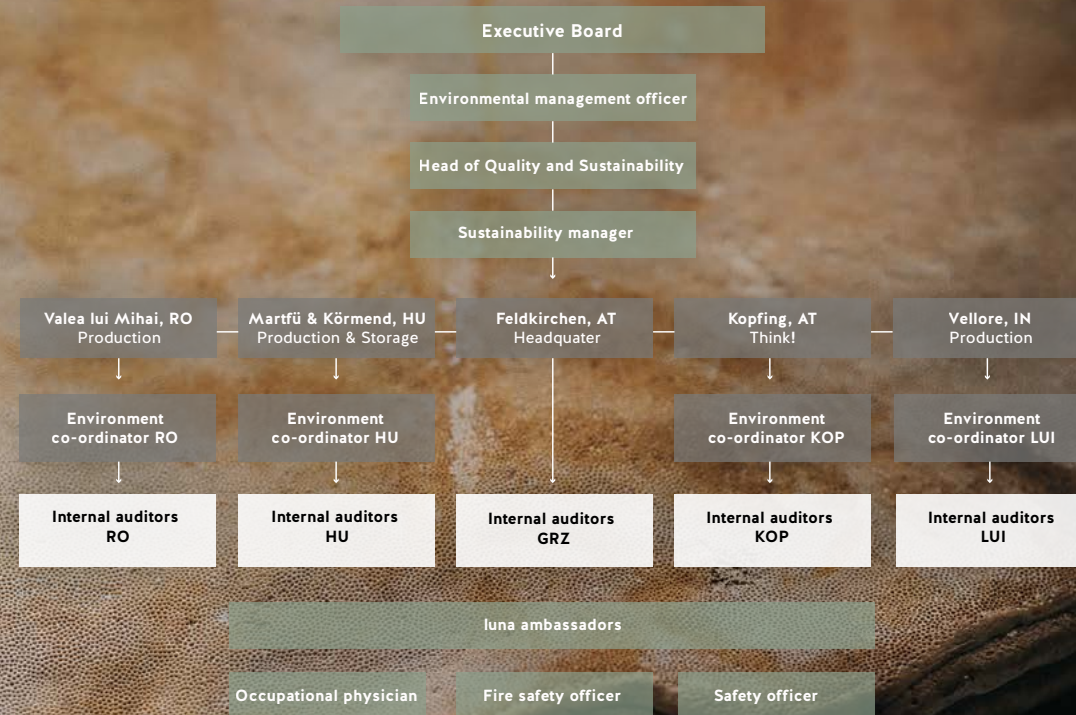 Executive Board
Environmental management officer
Head of Quality and Sustainability
Sustainability manager
Valea lui Mihai, RO
Production
Martfü & Körmend, HU
Production & Storage
Feldkirchen, AT
Headquater
Kopfing, AT
Think!
Vellore, IN
Production
Environment
co-ordinator RO
Environment
co-ordinator HU
Environment
co-ordinator KOP
Environment
co-ordinator LUI
Internal auditors
RO
Internal auditors
HU
Internal auditors
GRZ
Internal auditors
KOP
Internal auditors
LUI
luna ambassadors
Occupational physician
Fire safety officer
Safety officer